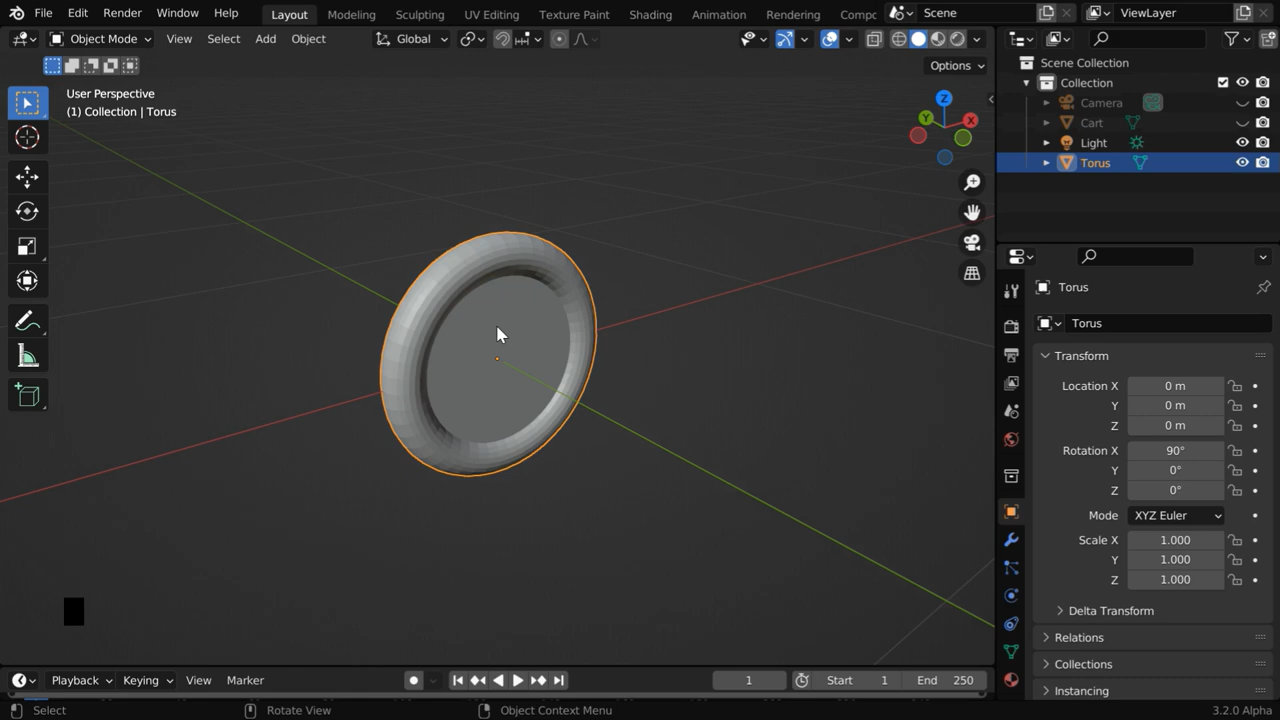 File Edit Render Window Help Layout Modeling Sculpting UV Editing Texture Paint Shading Animation Rendering Compc Scene ViewLayer
Object Mode View Select Add Object Global
Options
User Perspective
(1) Collection | Torus
Z
Y
X
Scene Collection
Collection
Camera
Cart
Light
Torus
Torus
Torus
Transform
Location X 0 m
Y 0 m
Z 0 m
Rotation X 90°
Y 0°
Z 0°
Mode XYZ Euler
Scale X 1.000
Y 1.000
Z 1.000
Delta Transform
Relations
Collections
Instancing
Playback Keying View Marker 1 Start 1 End 250
Select Rotate View Object Context Menu 3.2.0 Alpha